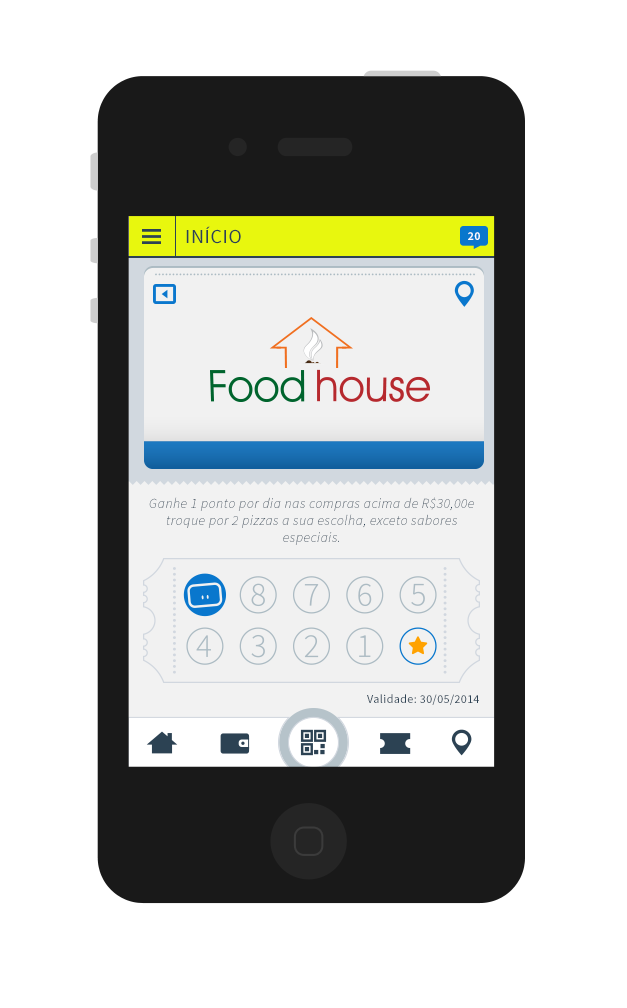 INÍCIO
20
Food house
Ganhe 1 ponto por dia nas compras acima de R$30,00e
troque por 2 pizzas a sua escolha, exceto sabores
especiais.
8 7 6 5
4 3 2 1
Validade: 30/05/2014